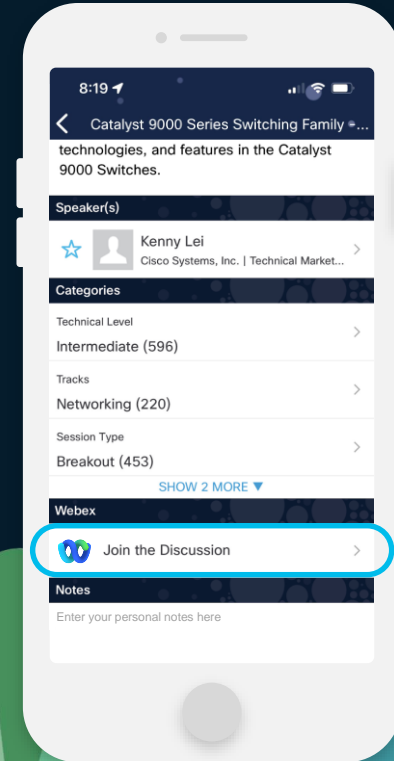 8:19
Catalyst 9000 Series Switching Family -...
technologies, and features in the Catalyst
9000 Switches.
Speaker(s)
Kenny Lei
Cisco Systems, Inc. | Technical Market...
Categories
Technical Level
Intermediate (596)
Tracks
Networking (220)
Session Type
Breakout (453)
SHOW 2 MORE ▼
Webex
Join the Discussion
Notes
Enter your personal notes here